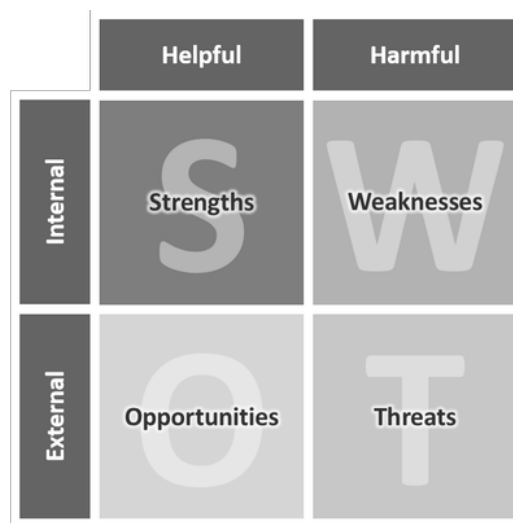 Helpful
Harmful
Internal
S
Strengths
W
Weaknesses
External
O
Opportunities
T
Threats